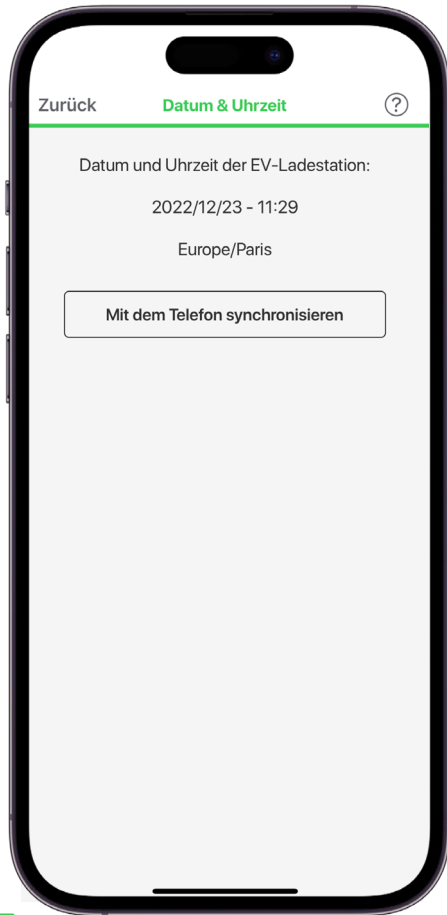 Zurück Datum & Uhrzeit ?
Datum und Uhrzeit der EV-Ladestation:
2022/12/23 - 11:29
Europe/Paris
Mit dem Telefon synchronisieren